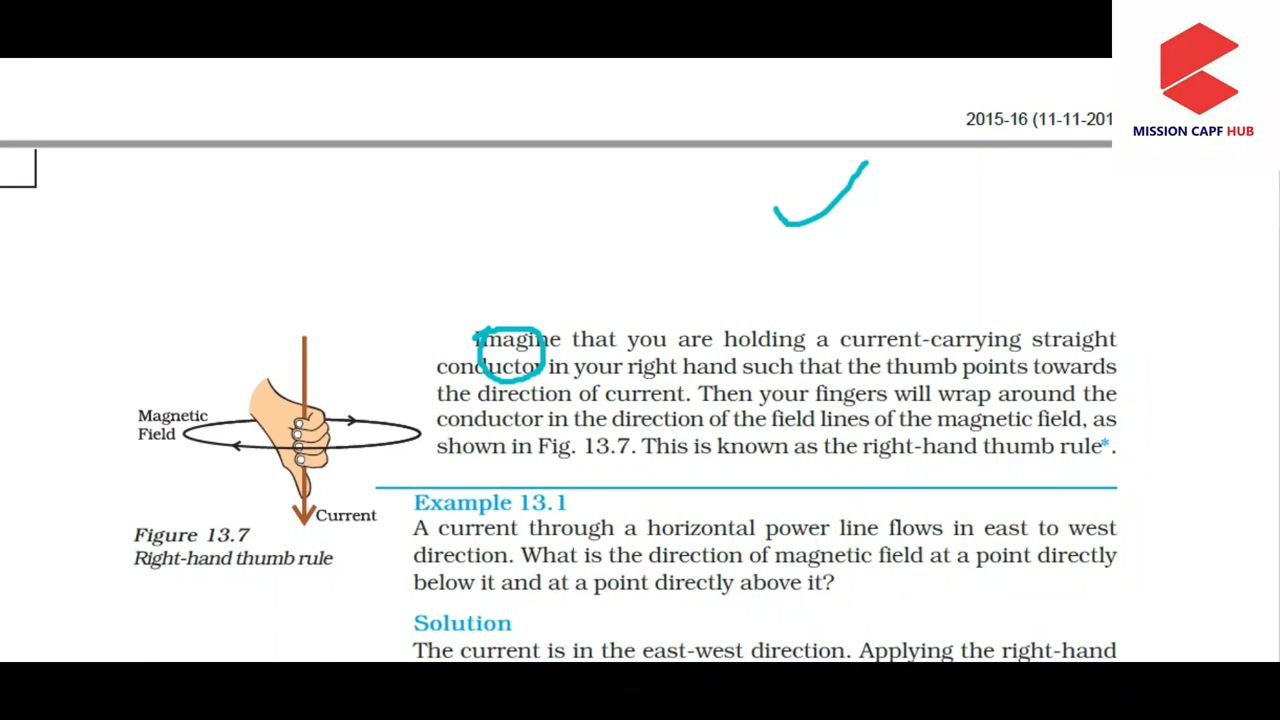 2015-16 (11-11-201
MISSION CAPF HUB
Imagine that you are holding a current-carrying straight
conductor in your right hand such that the thumb points towards
the direction of current. Then your fingers will wrap around the
conductor in the direction of the field lines of the magnetic field, as
shown in Fig. 13.7. This is known as the right-hand thumb rule*.
Magnetic
Field
Current
Figure 13.7
Right-hand thumb rule
Example 13.1
A current through a horizontal power line flows in east to west
direction. What is the direction of magnetic field at a point directly
below it and at a point directly above it?
Solution
The current is in the east-west direction. Applying the right-hand